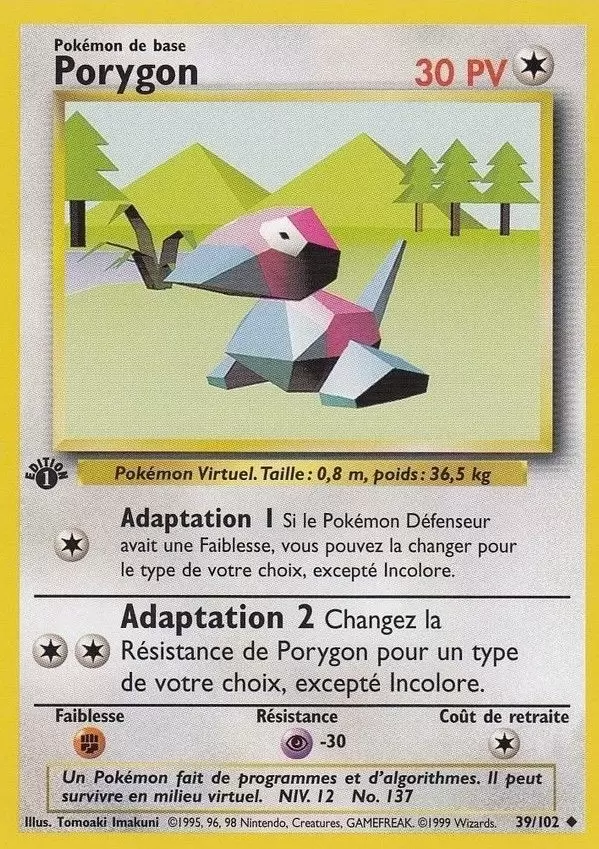 Pokémon de base
Porygon
30 PV
EDITION
1
Pokémon Virtuel. Taille : 0,8 m, poids : 36,5 kg
Adaptation 1 Si le Pokémon Défenseur
avait une Faiblesse, vous pouvez la changer pour
le type de votre choix, excepté Incolore.
Adaptation 2 Changez la
Résistance de Porygon pour un type
de votre choix, excepté Incolore.
Faiblesse Résistance Coût de retraite
-30
Un Pokémon fait de programmes et d'algorithmes. Il peut
survivre en milieu virtuel. NIV. 12 No. 137
Illus. Tomoaki Imakuni ©1995, 96, 98 Nintendo, Creatures, GAMEFREAK. ©1999 Wizards. 39/102